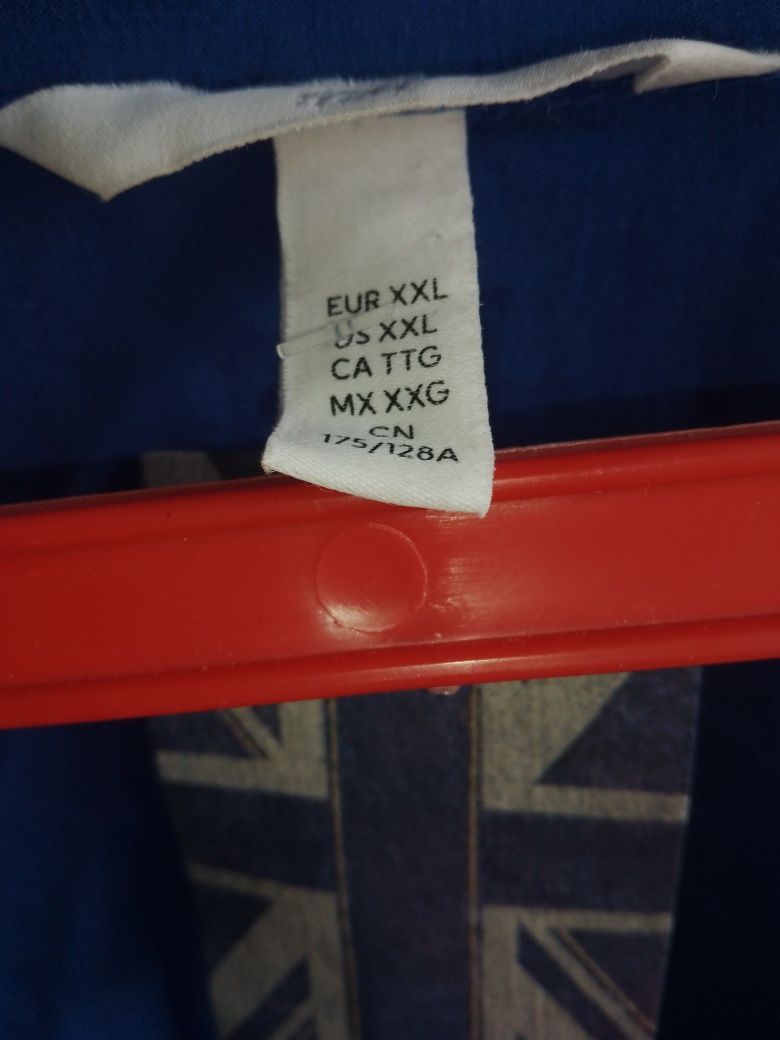 EUR XXL
US XXL
CA TTG
MX XXG
CN
175/128A